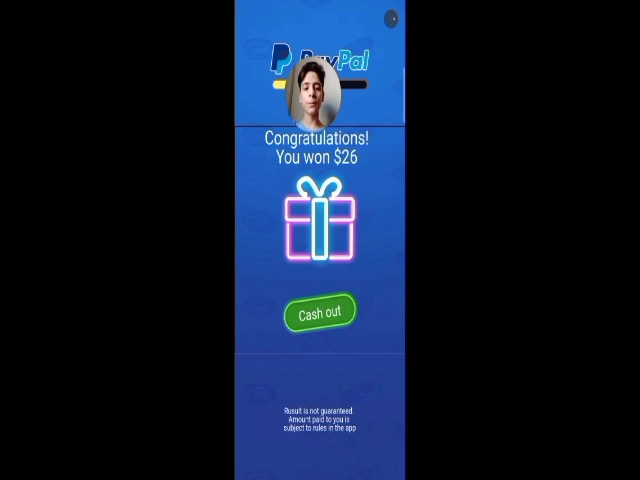 PayPal
Congratulations!
You won $26
Cash out
Rusult is not guaranteed.
Amount paid to you is
subject to rules in the app